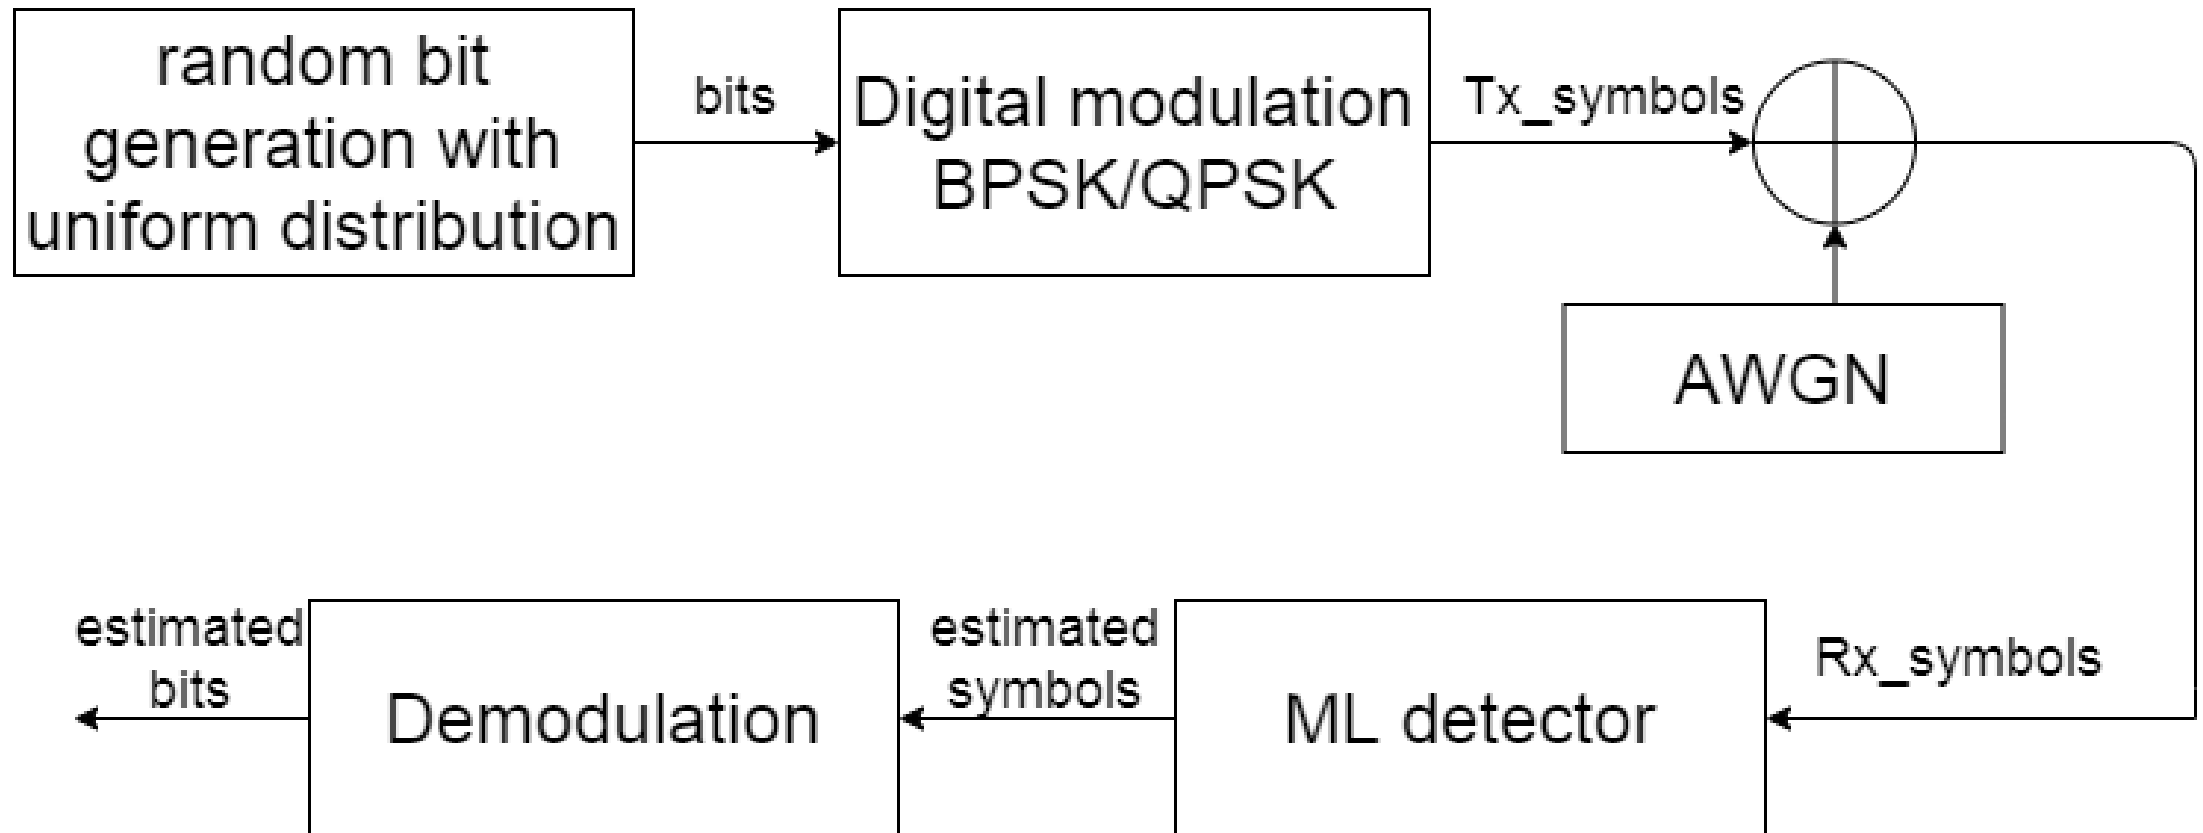 random bit
generation with
uniform distribution
bits
Digital modulation
BPSK/QPSK
Tx_symbols
AWGN
Rx_symbols
ML detector
estimated
symbols
Demodulation
estimated
bits